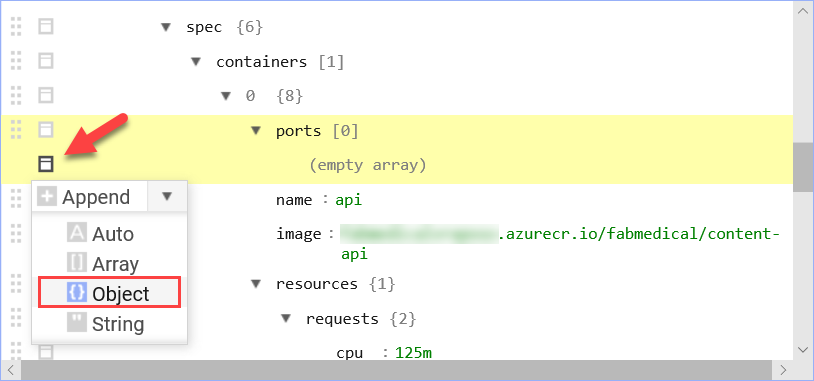 spec {6}
containers [1]
0 {8}
ports [0]
(empty array)
Append
name : api
Auto
image : .azurecr.io/fabmedical/content-
api
Array
resources {1}
Object
requests {2}
String
cpu : 125m